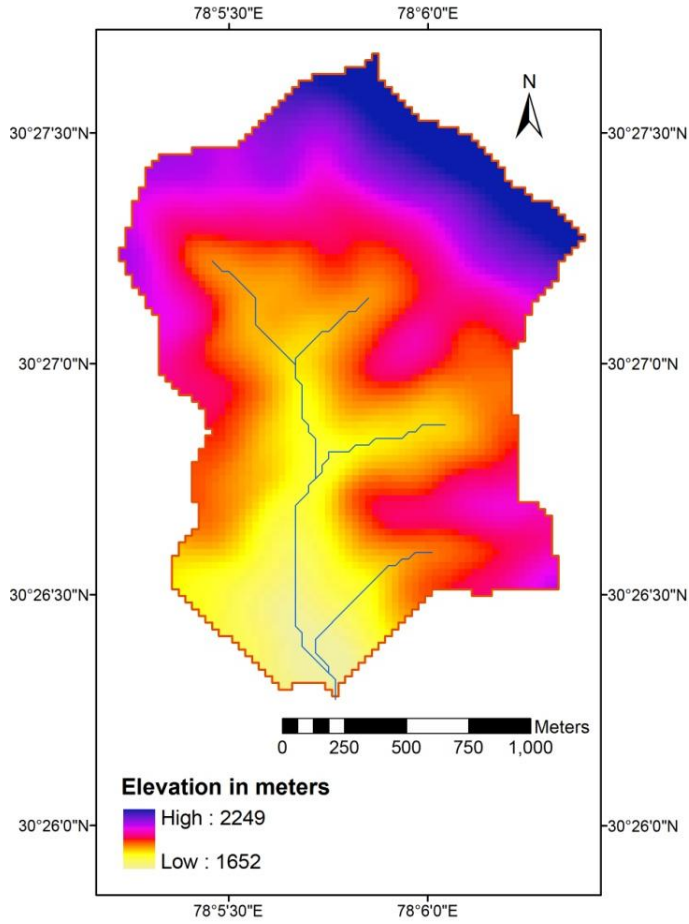 78°5'30"E 78°6'0"E
N
30°27'30"N 30°27'30"N
30°27'0"N 30°27'0"N
30°26'30"N 30°26'30"N
Meters
0 250 500 750 1,000
Elevation in meters
High : 2249
Low : 1652
30°26'0"N 30°26'0"N
78°5'30"E 78°6'0"E